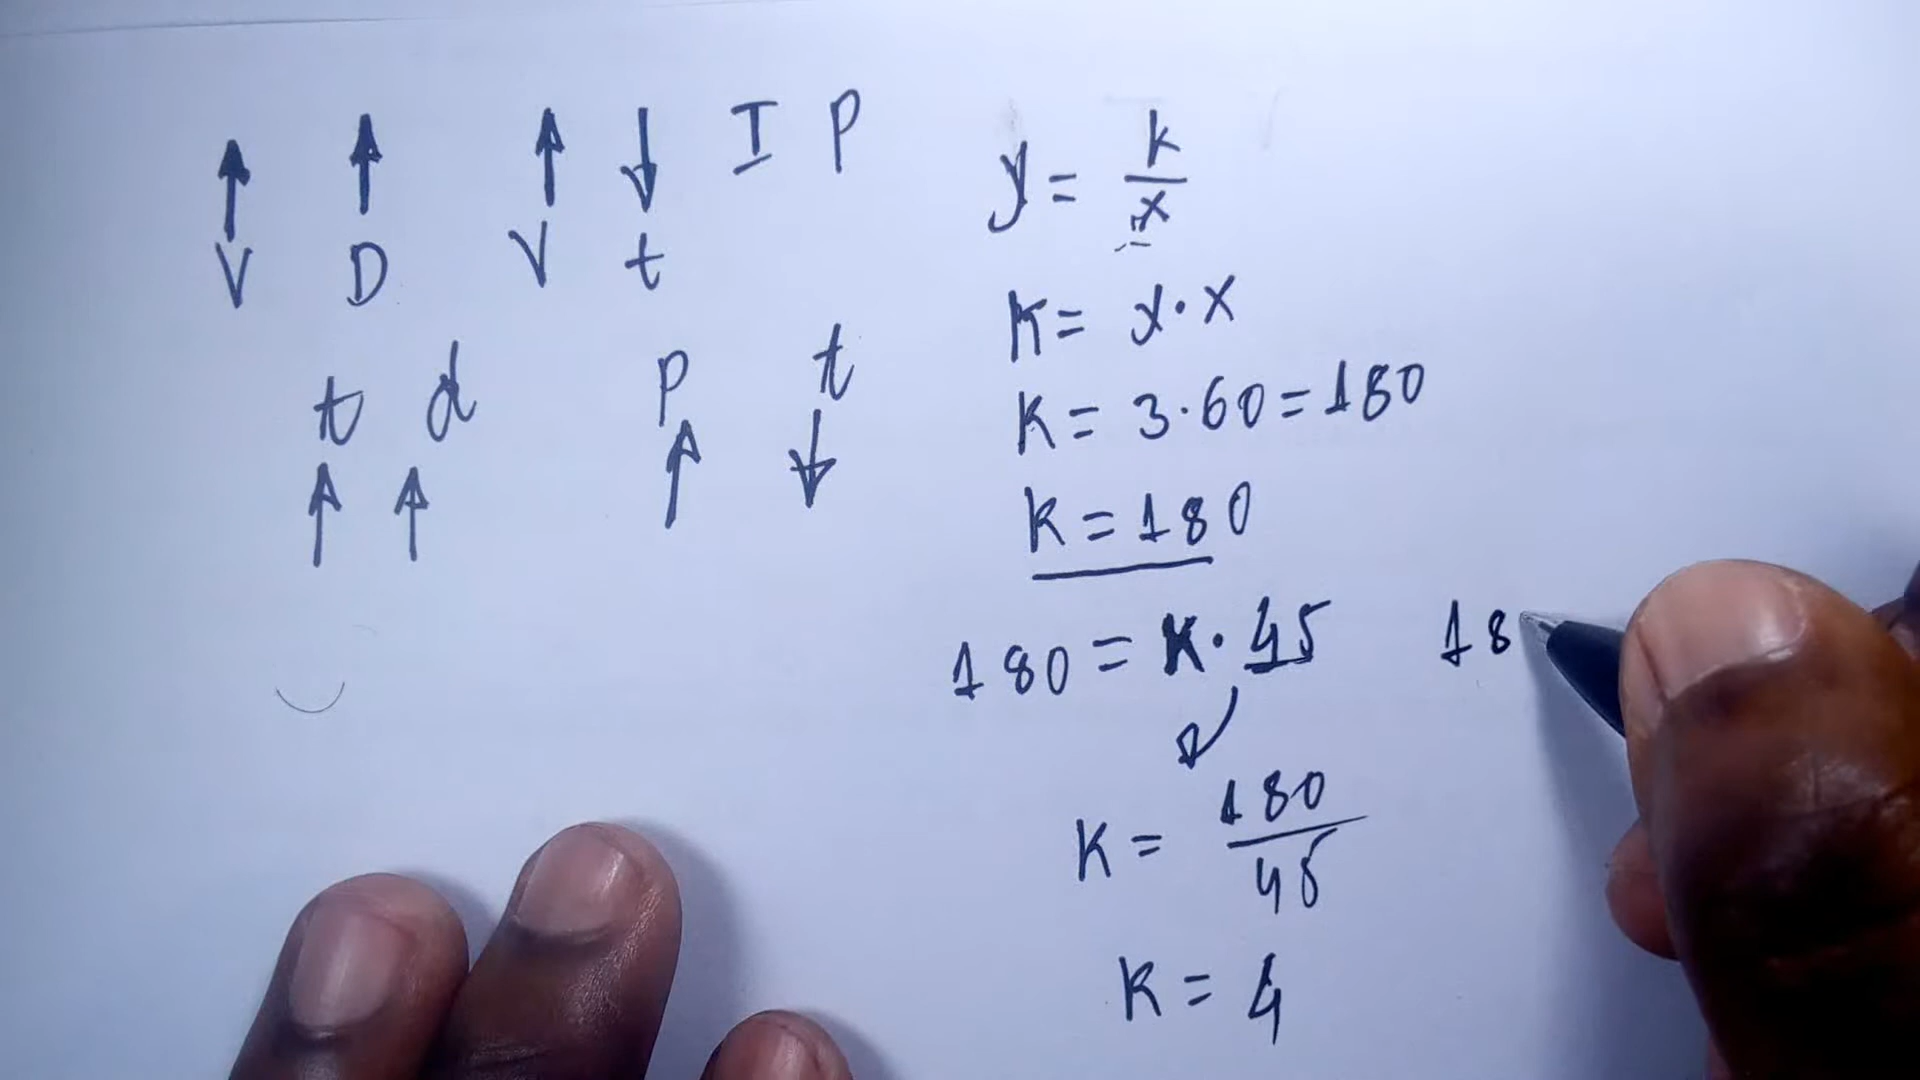 I P
V D V t
t d P t
y = k/x
K = y·x
K = 3·60 = 180
K = 180
180 = K·45 18
K = 180/45
K = 4